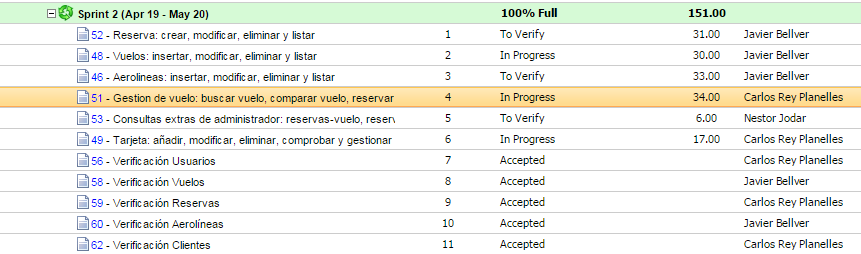 Sprint 2 (Apr 19 - May 20) 100% Full 151.00
52 - Reserva: crear, modificar, eliminar y listar 1 To Verify 31.00 Javier Bellver
48 - Vuelos: insertar, modificar, eliminar y listar 2 In Progress 30.00 Javier Bellver
46 - Aerolineas: insertar, modificar, eliminar y listar 3 To Verify 33.00 Javier Bellver
51 - Gestion de vuelo: buscar vuelo, comparar vuelo, reservar 4 In Progress 34.00 Carlos Rey Planelles
53 - Consultas extras de administrador: reservas-vuelo, reserv 5 To Verify 6.00 Nestor Jodar
49 - Tarjeta: añadir, modificar, eliminar, comprobar y gestionar 6 In Progress 17.00 Carlos Rey Planelles
56 - Verificación Usuarios 7 Accepted Carlos Rey Planelles
58 - Verificación Vuelos 8 Accepted Javier Bellver
59 - Verificación Reservas 9 Accepted Carlos Rey Planelles
60 - Verificación Aerolíneas 10 Accepted Javier Bellver
62 - Verificación Clientes 11 Accepted Carlos Rey Planelles